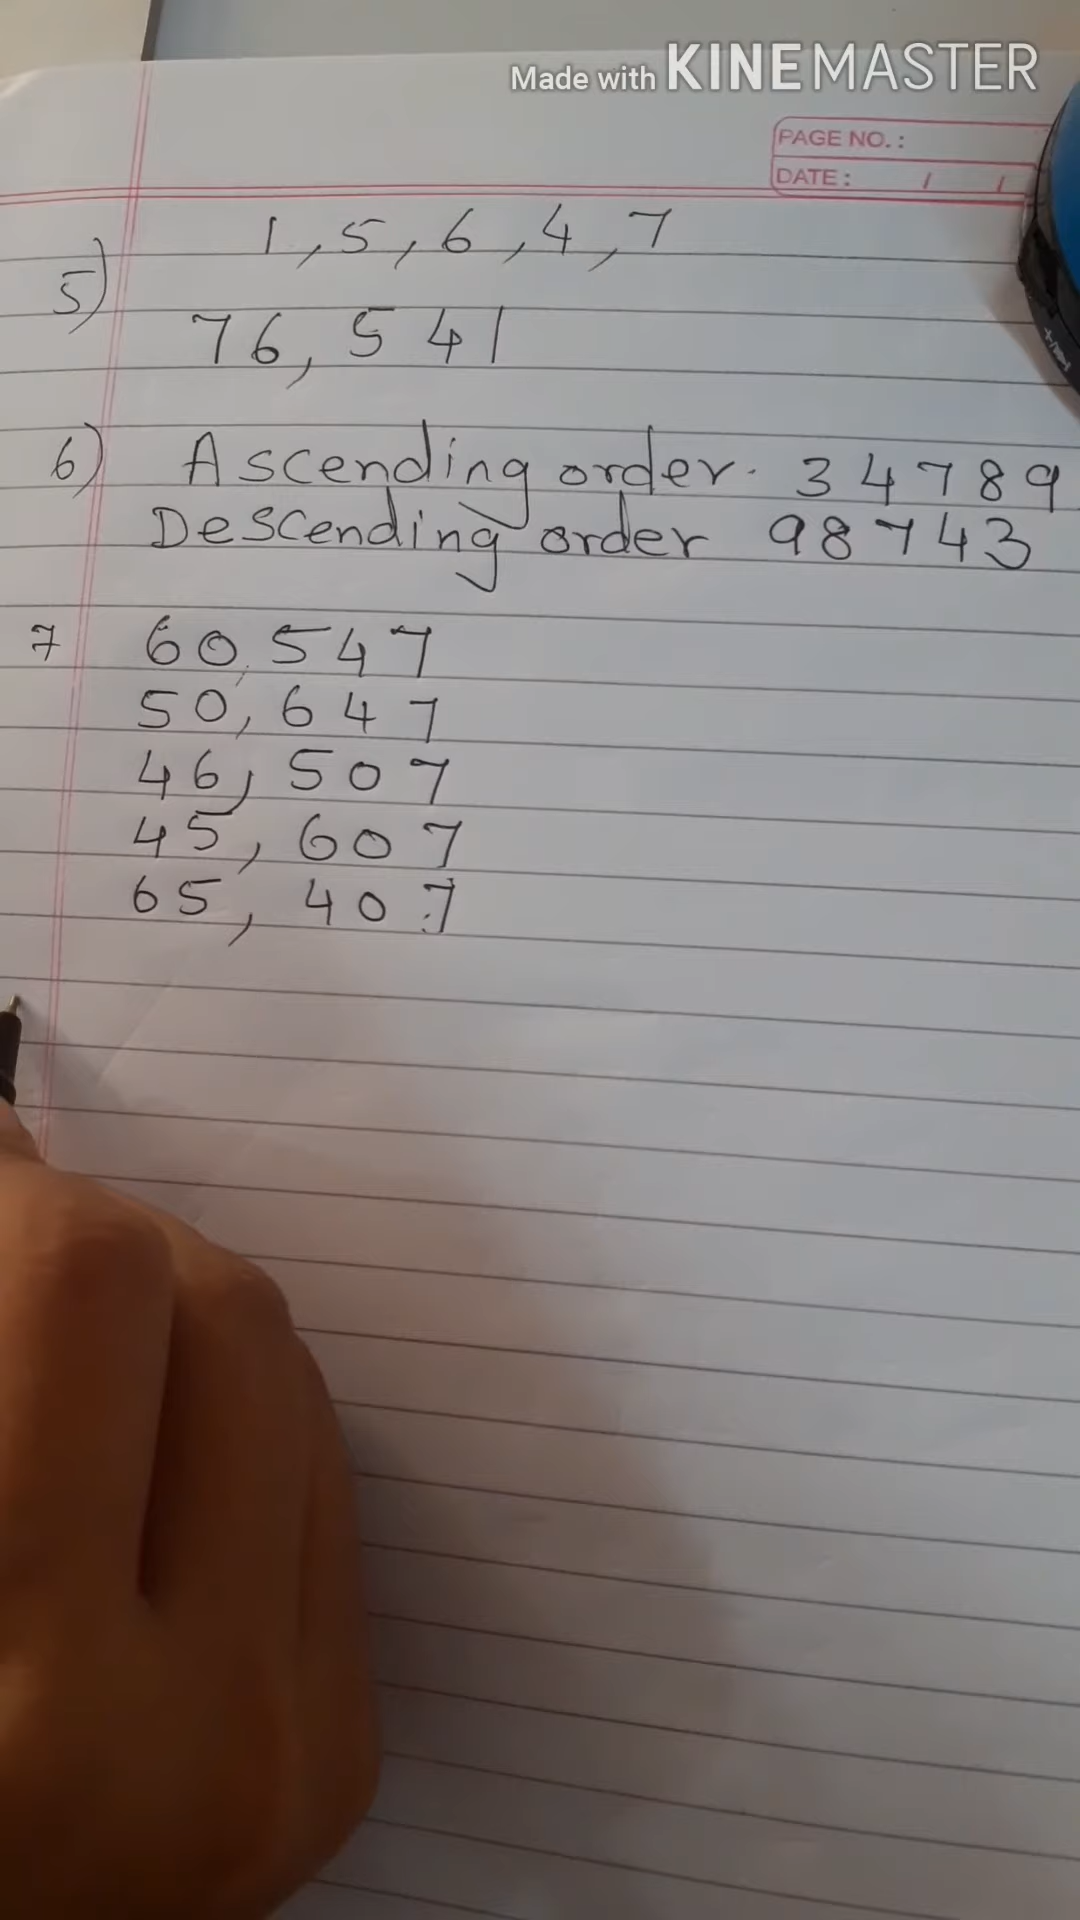 Made with KINEMASTER
PAGE NO. :
DATE : / /
1, 5, 6, 4, 7
5)
76, 541
6) Ascending order. 34789
Descending order 98743
7 60,547
50,647
46,507
45,607
65,407